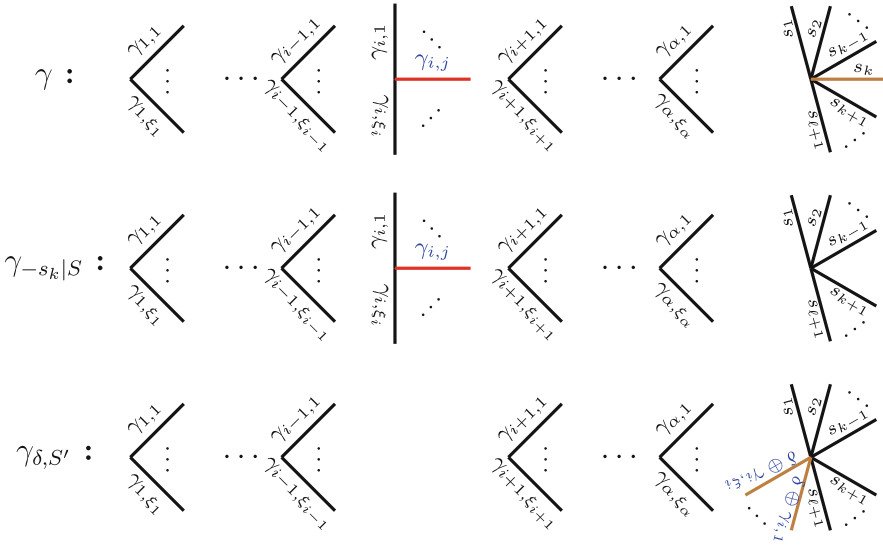 γ : γ1,1 γ1,ξ1 ⋮ ··· γi−1,1 γi−1,ξi−1 ⋮ γi,1 γi,j γi,ξi γi+1,1 γi+1,ξi+1 ⋮ ··· γα,1 γα,ξα ⋮ s1 s2 sk−1 sk sk+1 sℓ+1
γ−sk|S : γ1,1 γ1,ξ1 ⋮ ··· γi−1,1 γi−1,ξi−1 ⋮ γi,1 γi,j γi,ξi γi+1,1 γi+1,ξi+1 ⋮ ··· γα,1 γα,ξα ⋮ s1 s2 sk−1 sk+1 sℓ+1
γδ,S′ : γ1,1 γ1,ξ1 ⋮ ··· γi−1,1 γi−1,ξi−1 ⋮ γi+1,1 γi+1,ξi+1 ⋮ ··· γα,1 γα,ξα ⋮ s1 s2 sk−1 sk+1 sℓ+1 δ ⊕ γi,1 δ ⊕ γi,ξi